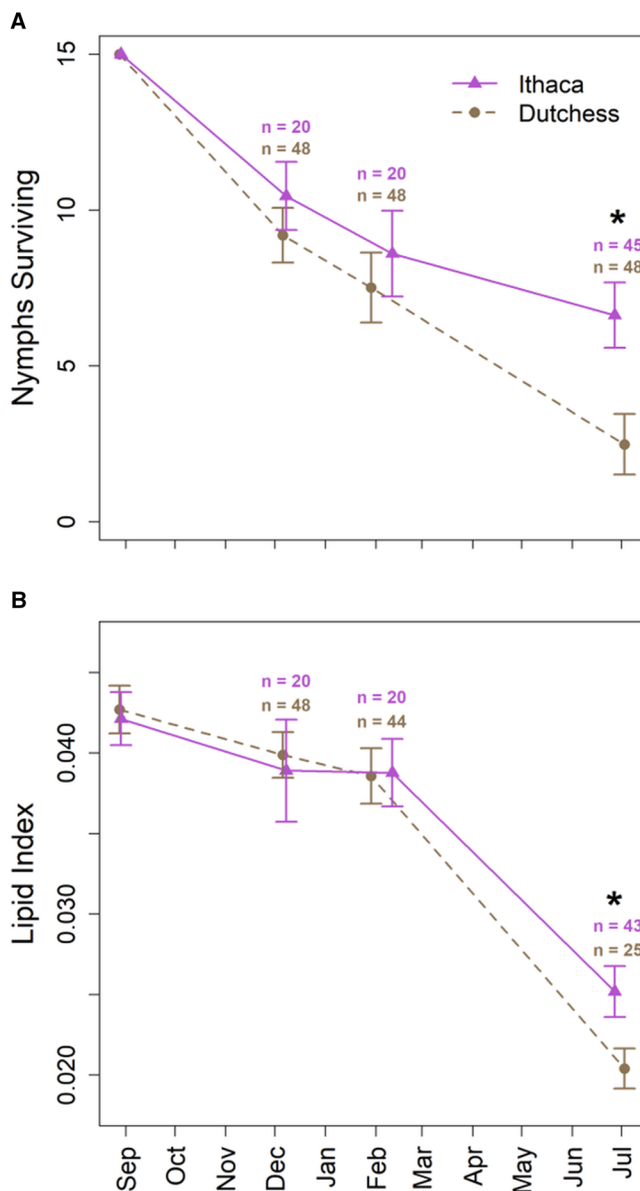 A
15
10
5
0
Nymphs Surviving
Ithaca
Dutchess
n = 20
n = 48
n = 20
n = 48
*
n = 45
n = 48
B
0.040
0.030
0.020
Lipid Index
n = 20
n = 48
n = 20
n = 44
*
n = 43
n = 25
Sep Oct Nov Dec Jan Feb Mar Apr May Jun Jul